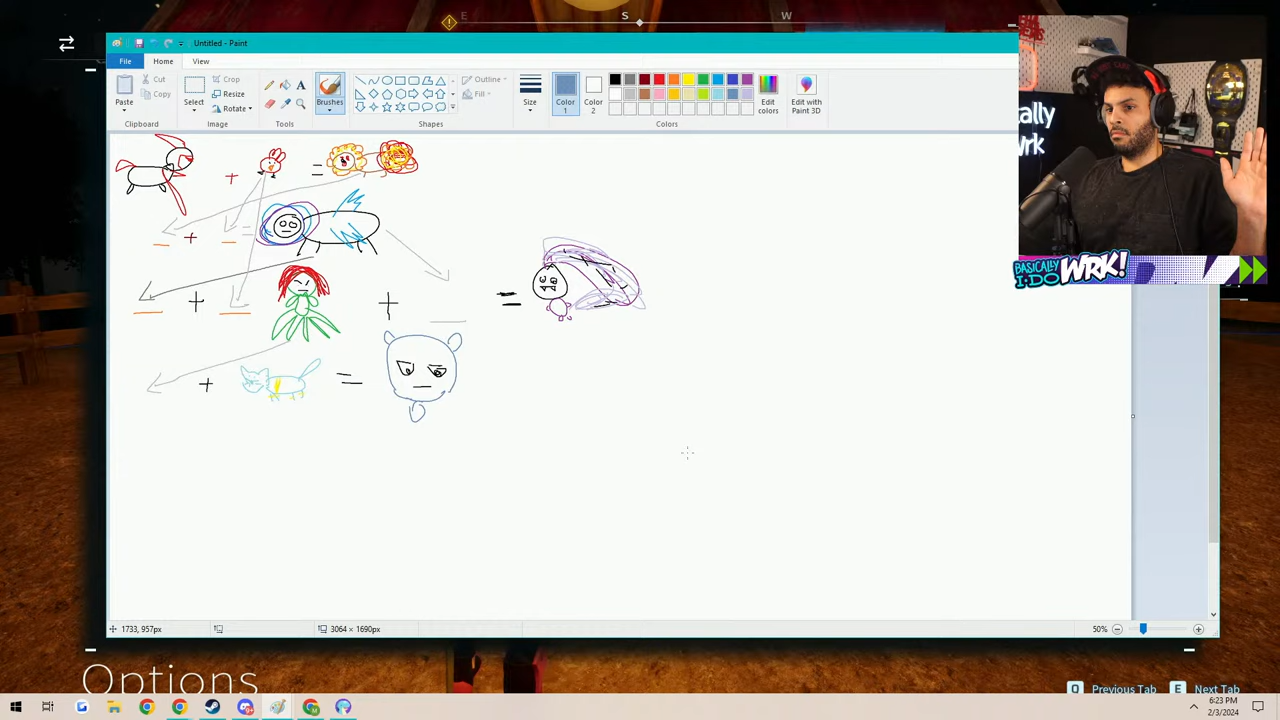 E S W
Untitled - Paint
File Home View
Cut
Copy
Paste
Clipboard
Crop
Resize
Rotate
Select
Image
A
Tools
Brushes
Outline
Fill
Shapes
Size
Color 1
Color 2
Edit colors
Colors
Edit with Paint 3D
+ =
+ =
+ + =
+ =
1733, 957px
3064 × 1690px
50%
Options
Q Previous Tab E Next Tab
6:23 PM
2/3/2024
BASICALLY
I DO WRK!